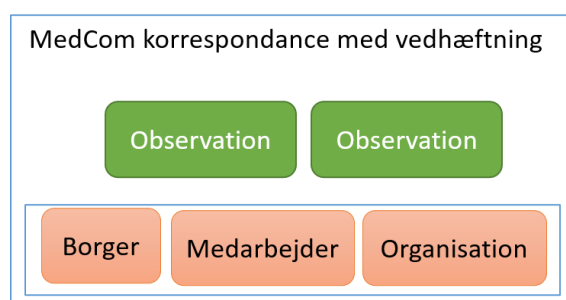 MedCom korrespondance med vedhæftning
Observation Observation
Borger Medarbejder Organisation